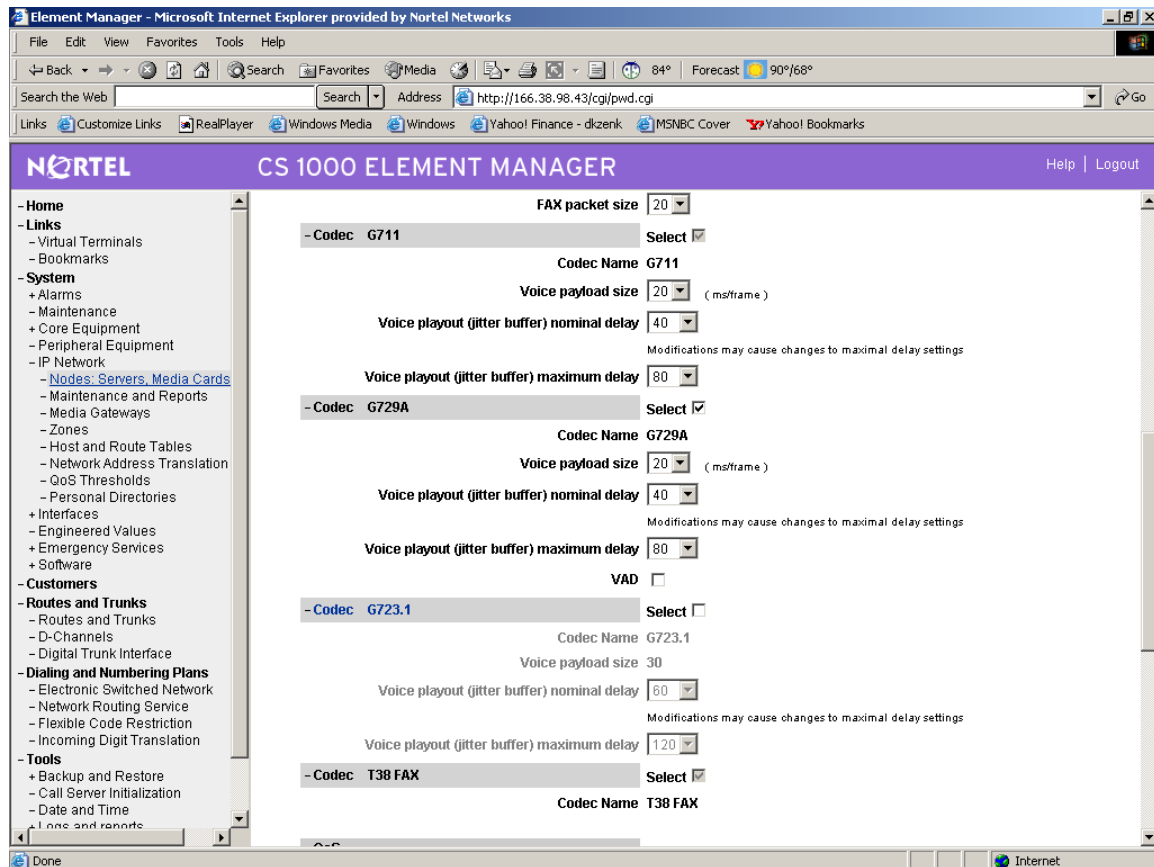 Element Manager - Microsoft Internet Explorer provided by Nortel Networks
File Edit View Favorites Tools Help
Back Search Favorites Media 84° Forecast 90°/68°
Search the Web Search Address http://166.38.98.43/cgi/pwd.cgi Go
Links Customize Links RealPlayer Windows Media Windows Yahoo! Finance - dkzenk MSNBC Cover Yahoo! Bookmarks
NORTEL CS 1000 ELEMENT MANAGER Help | Logout
- Home
- Links
- Virtual Terminals
- Bookmarks
- System
+ Alarms
- Maintenance
+ Core Equipment
- Peripheral Equipment
- IP Network
- Nodes: Servers, Media Cards
- Maintenance and Reports
- Media Gateways
- Zones
- Host and Route Tables
- Network Address Translation
- QoS Thresholds
- Personal Directories
+ Interfaces
- Engineered Values
+ Emergency Services
+ Software
- Customers
- Routes and Trunks
- Routes and Trunks
- D-Channels
- Digital Trunk Interface
- Dialing and Numbering Plans
- Electronic Switched Network
- Network Routing Service
- Flexible Code Restriction
- Incoming Digit Translation
- Tools
+ Backup and Restore
- Call Server Initialization
- Date and Time
+ Logs and reports
FAX packet size 20
- Codec G711 Select
Codec Name G711
Voice payload size 20 ( ms/frame )
Voice playout (jitter buffer) nominal delay 40
Modifications may cause changes to maximal delay settings
Voice playout (jitter buffer) maximum delay 80
- Codec G729A Select
Codec Name G729A
Voice payload size 20 ( ms/frame )
Voice playout (jitter buffer) nominal delay 40
Modifications may cause changes to maximal delay settings
Voice playout (jitter buffer) maximum delay 80
VAD
- Codec G723.1 Select
Codec Name G723.1
Voice payload size 30
Voice playout (jitter buffer) nominal delay 60
Modifications may cause changes to maximal delay settings
Voice playout (jitter buffer) maximum delay 120
- Codec T38 FAX Select
Codec Name T38 FAX
Done Internet